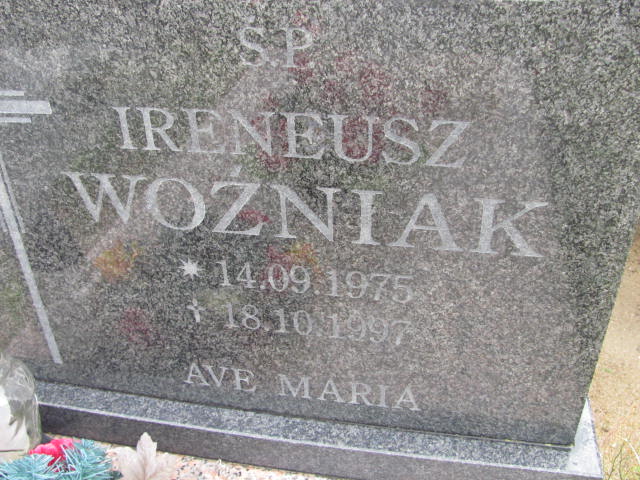 Ś.P.
IRENEUSZ
WOŹNIAK
* 14.09.1975
† 18.10.1997
AVE MARIA